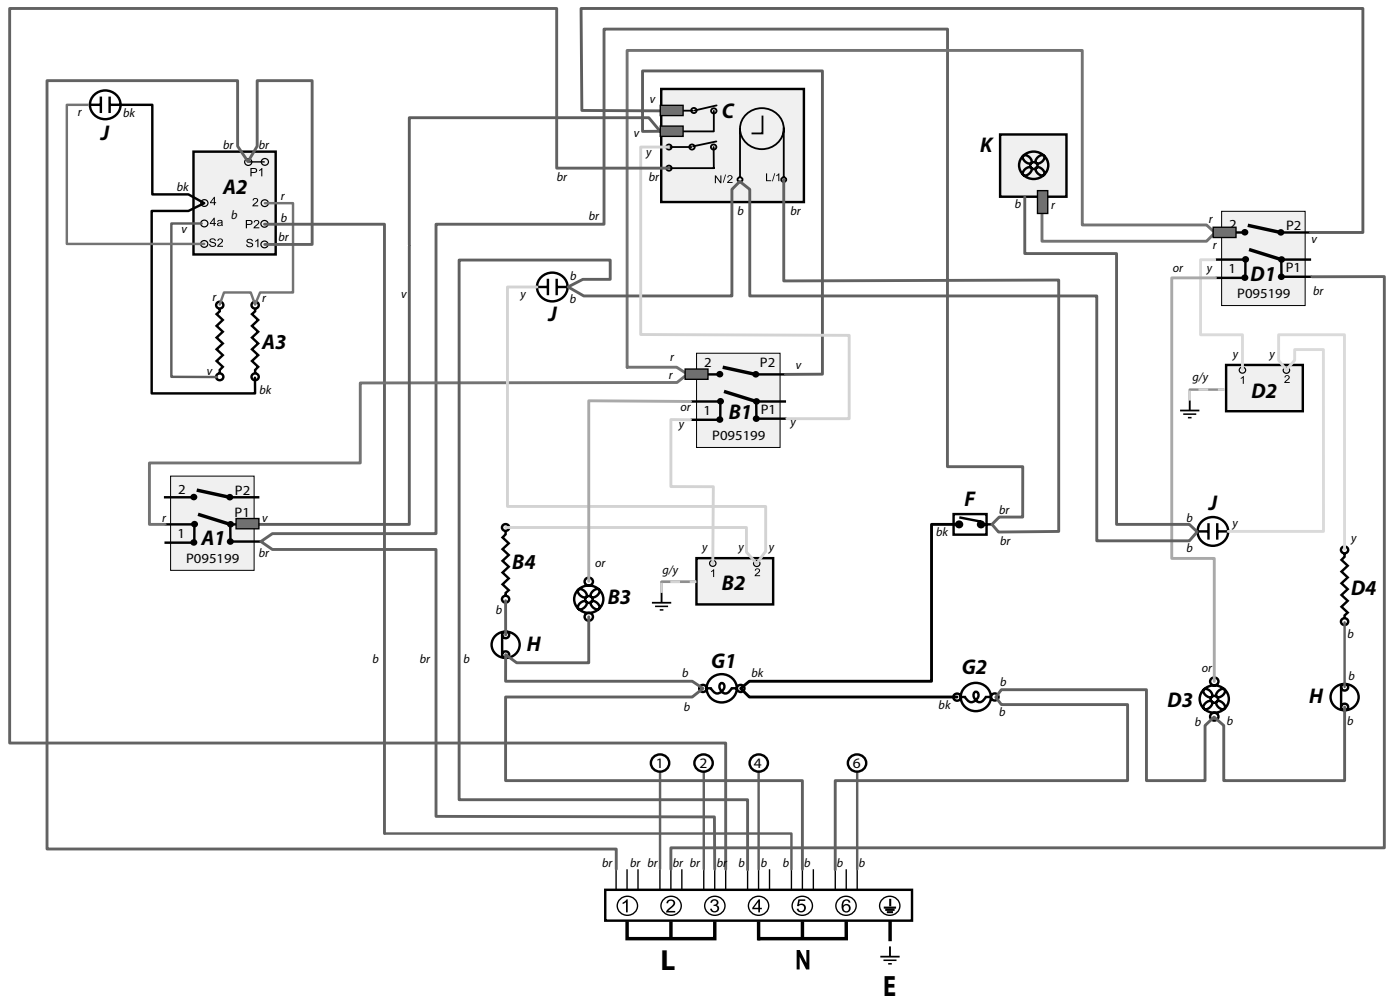 r
bk
J
br
br
P1
A2
bk
4
2
r
b
4a
v
P2
b
S2
S1
br
r
r
A3
v
bk
v
C
v
y
br
br
N/2
L/1
b
br
br
K
b
r
r
2
P2
v
r
or
y
1
D1
P1
br
P095199
b
y
J
b
v
r
2
P2
v
r
or
1
B1
P1
y
y
P095199
y
y
g/y
1
2
D2
2
P2
P1
r
v
1
A1
br
P095199
F
br
bk
br
b
J
y
b
y
B4
or
y
y
y
g/y
1
2
B2
b
B3
D4
b
H
b
br
b
b
G1
bk
b
G2
b
bk
b
or
D3
b
b
b
H
b
1
2
4
6
br
br
br
br
br
br
b
b
b
b
b
b
1
2
3
4
5
6
L
N
E